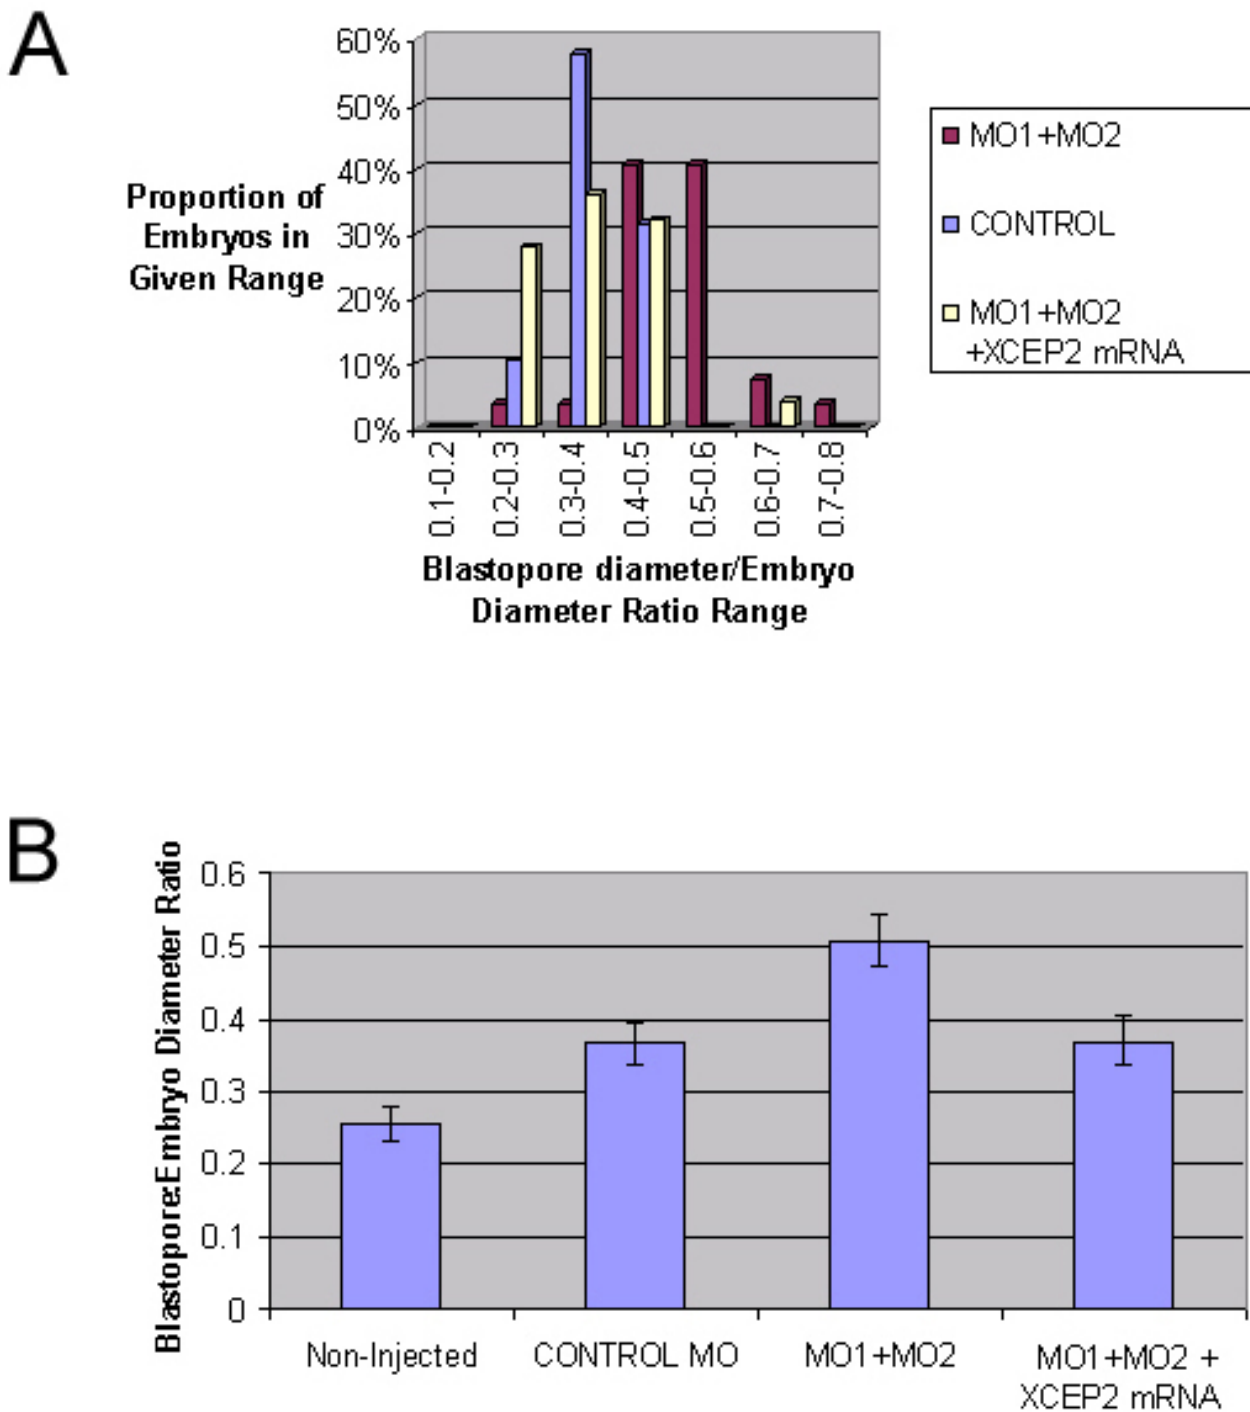 A
60%
50%
40%
30%
20%
10%
0%
Proportion of
Embryos in
Given Range
0.1-0.2
0.2-0.3
0.3-0.4
0.4-0.5
0.5-0.6
0.6-0.7
0.7-0.8
Blastopore diameter/Embryo
Diameter Ratio Range
MO1+MO2
CONTROL
MO1+MO2
+XCEP2 mRNA
B
Blastopore:Embryo Diameter Ratio
0.6
0.5
0.4
0.3
0.2
0.1
0
Non-Injected
CONTROL MO
MO1+MO2
MO1+MO2 +
XCEP2 mRNA